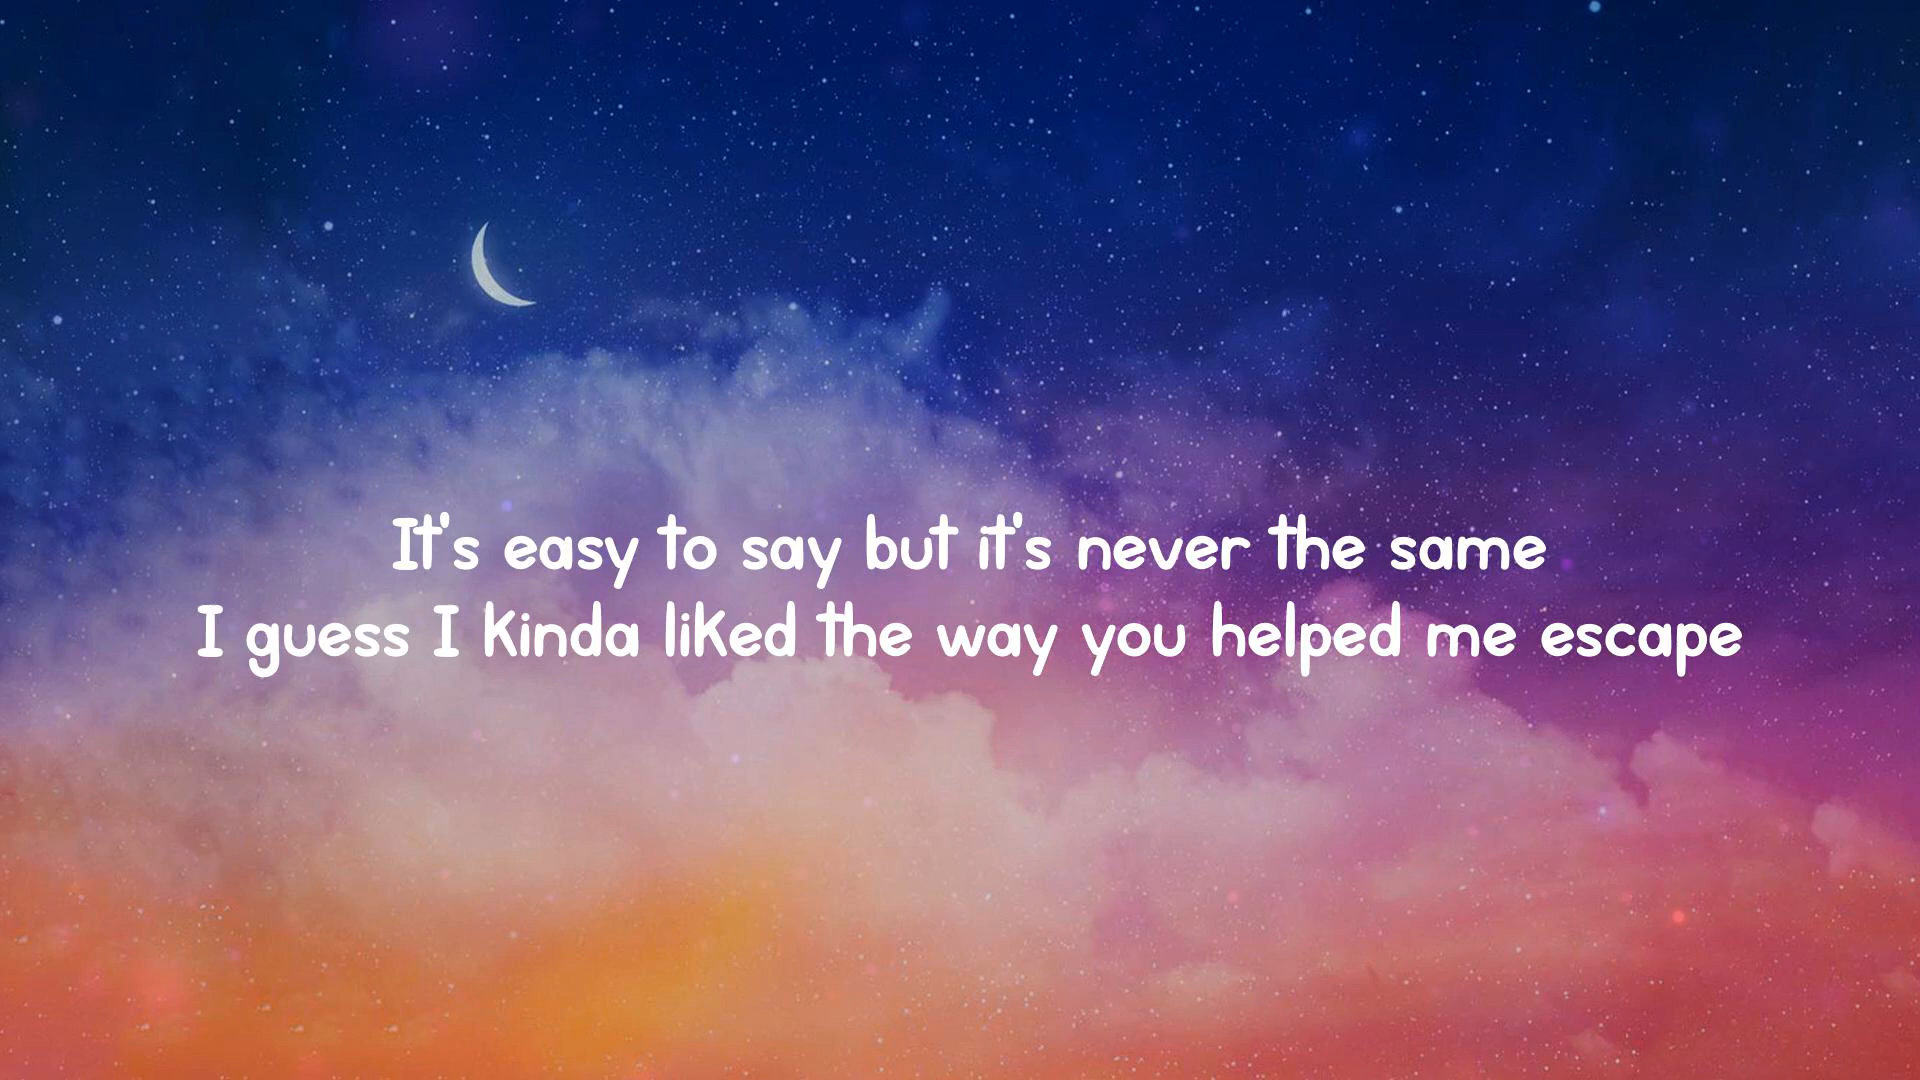 It's easy to say but it's never the same
I guess I kinda liked the way you helped me escape